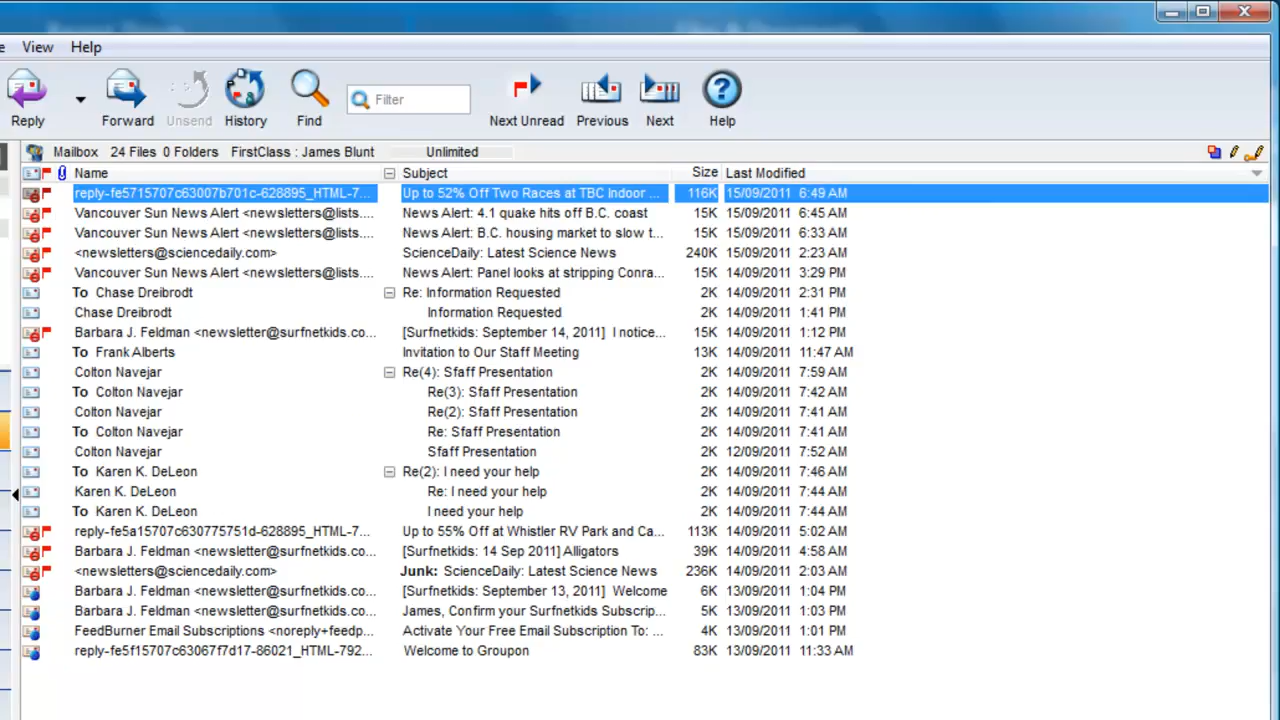 e View Help
Reply Forward Unsend History Find Filter Next Unread Previous Next Help
Mailbox 24 Files 0 Folders FirstClass : James Blunt Unlimited
Name Subject Size Last Modified
reply-fe5715707c63007b701c-628895_HTML-7... Up to 52% Off Two Races at TBC Indoor ... 116K 15/09/2011 6:49 AM
Vancouver Sun News Alert <newsletters@lists.... News Alert: 4.1 quake hits off B.C. coast 15K 15/09/2011 6:45 AM
Vancouver Sun News Alert <newsletters@lists.... News Alert: B.C. housing market to slow t... 15K 15/09/2011 6:33 AM
<newsletters@sciencedaily.com> ScienceDaily: Latest Science News 240K 15/09/2011 2:23 AM
Vancouver Sun News Alert <newsletters@lists.... News Alert: Panel looks at stripping Conra... 15K 14/09/2011 3:29 PM
To Chase Dreibrodt Re: Information Requested 2K 14/09/2011 2:31 PM
Chase Dreibrodt Information Requested 2K 14/09/2011 1:41 PM
Barbara J. Feldman <newsletter@surfnetkids.co... [Surfnetkids: September 14, 2011] I notice... 15K 14/09/2011 1:12 PM
To Frank Alberts Invitation to Our Staff Meeting 13K 14/09/2011 11:47 AM
Colton Navejar Re(4): Sfaff Presentation 2K 14/09/2011 7:59 AM
To Colton Navejar Re(3): Sfaff Presentation 2K 14/09/2011 7:42 AM
Colton Navejar Re(2): Sfaff Presentation 2K 14/09/2011 7:41 AM
To Colton Navejar Re: Sfaff Presentation 2K 14/09/2011 7:41 AM
Colton Navejar Sfaff Presentation 2K 12/09/2011 7:52 AM
To Karen K. DeLeon Re(2): I need your help 2K 14/09/2011 7:46 AM
Karen K. DeLeon Re: I need your help 2K 14/09/2011 7:44 AM
To Karen K. DeLeon I need your help 2K 14/09/2011 7:44 AM
reply-fe5a15707c630775751d-628895_HTML-7... Up to 55% Off at Whistler RV Park and Ca... 113K 14/09/2011 5:02 AM
Barbara J. Feldman <newsletter@surfnetkids.co... [Surfnetkids: 14 Sep 2011] Alligators 39K 14/09/2011 4:58 AM
<newsletters@sciencedaily.com> Junk: ScienceDaily: Latest Science News 236K 14/09/2011 2:03 AM
Barbara J. Feldman <newsletter@surfnetkids.co... [Surfnetkids: September 13, 2011] Welcome 6K 13/09/2011 1:04 PM
Barbara J. Feldman <newsletter@surfnetkids.co... James, Confirm your Surfnetkids Subscrip... 5K 13/09/2011 1:03 PM
FeedBurner Email Subscriptions <noreply+feedp... Activate Your Free Email Subscription To: ... 4K 13/09/2011 1:01 PM
reply-fe5f15707c63067f7d17-86021_HTML-792... Welcome to Groupon 83K 13/09/2011 11:33 AM